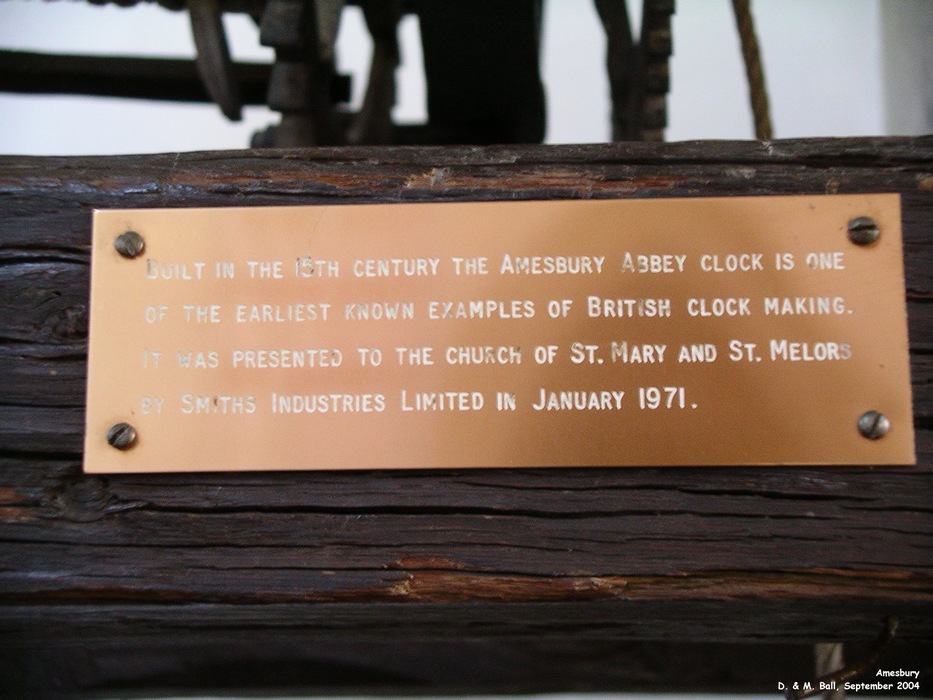 BUILT IN THE 15TH CENTURY THE AMESBURY ABBEY CLOCK IS ONE
OF THE EARLIEST KNOWN EXAMPLES OF BRITISH CLOCK MAKING.
IT WAS PRESENTED TO THE CHURCH OF ST. MARY AND ST. MELORS
BY SMITHS INDUSTRIES LIMITED IN JANUARY 1971.
Amesbury
D. & M. Ball, September 2004